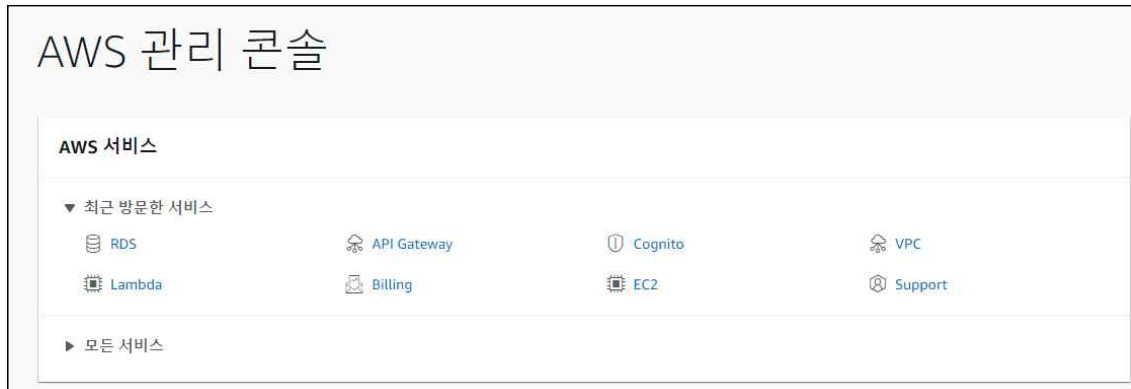 AWS 관리 콘솔
AWS 서비스
▼ 최근 방문한 서비스
RDS API Gateway Cognito VPC
Lambda Billing EC2 Support
▶ 모든 서비스